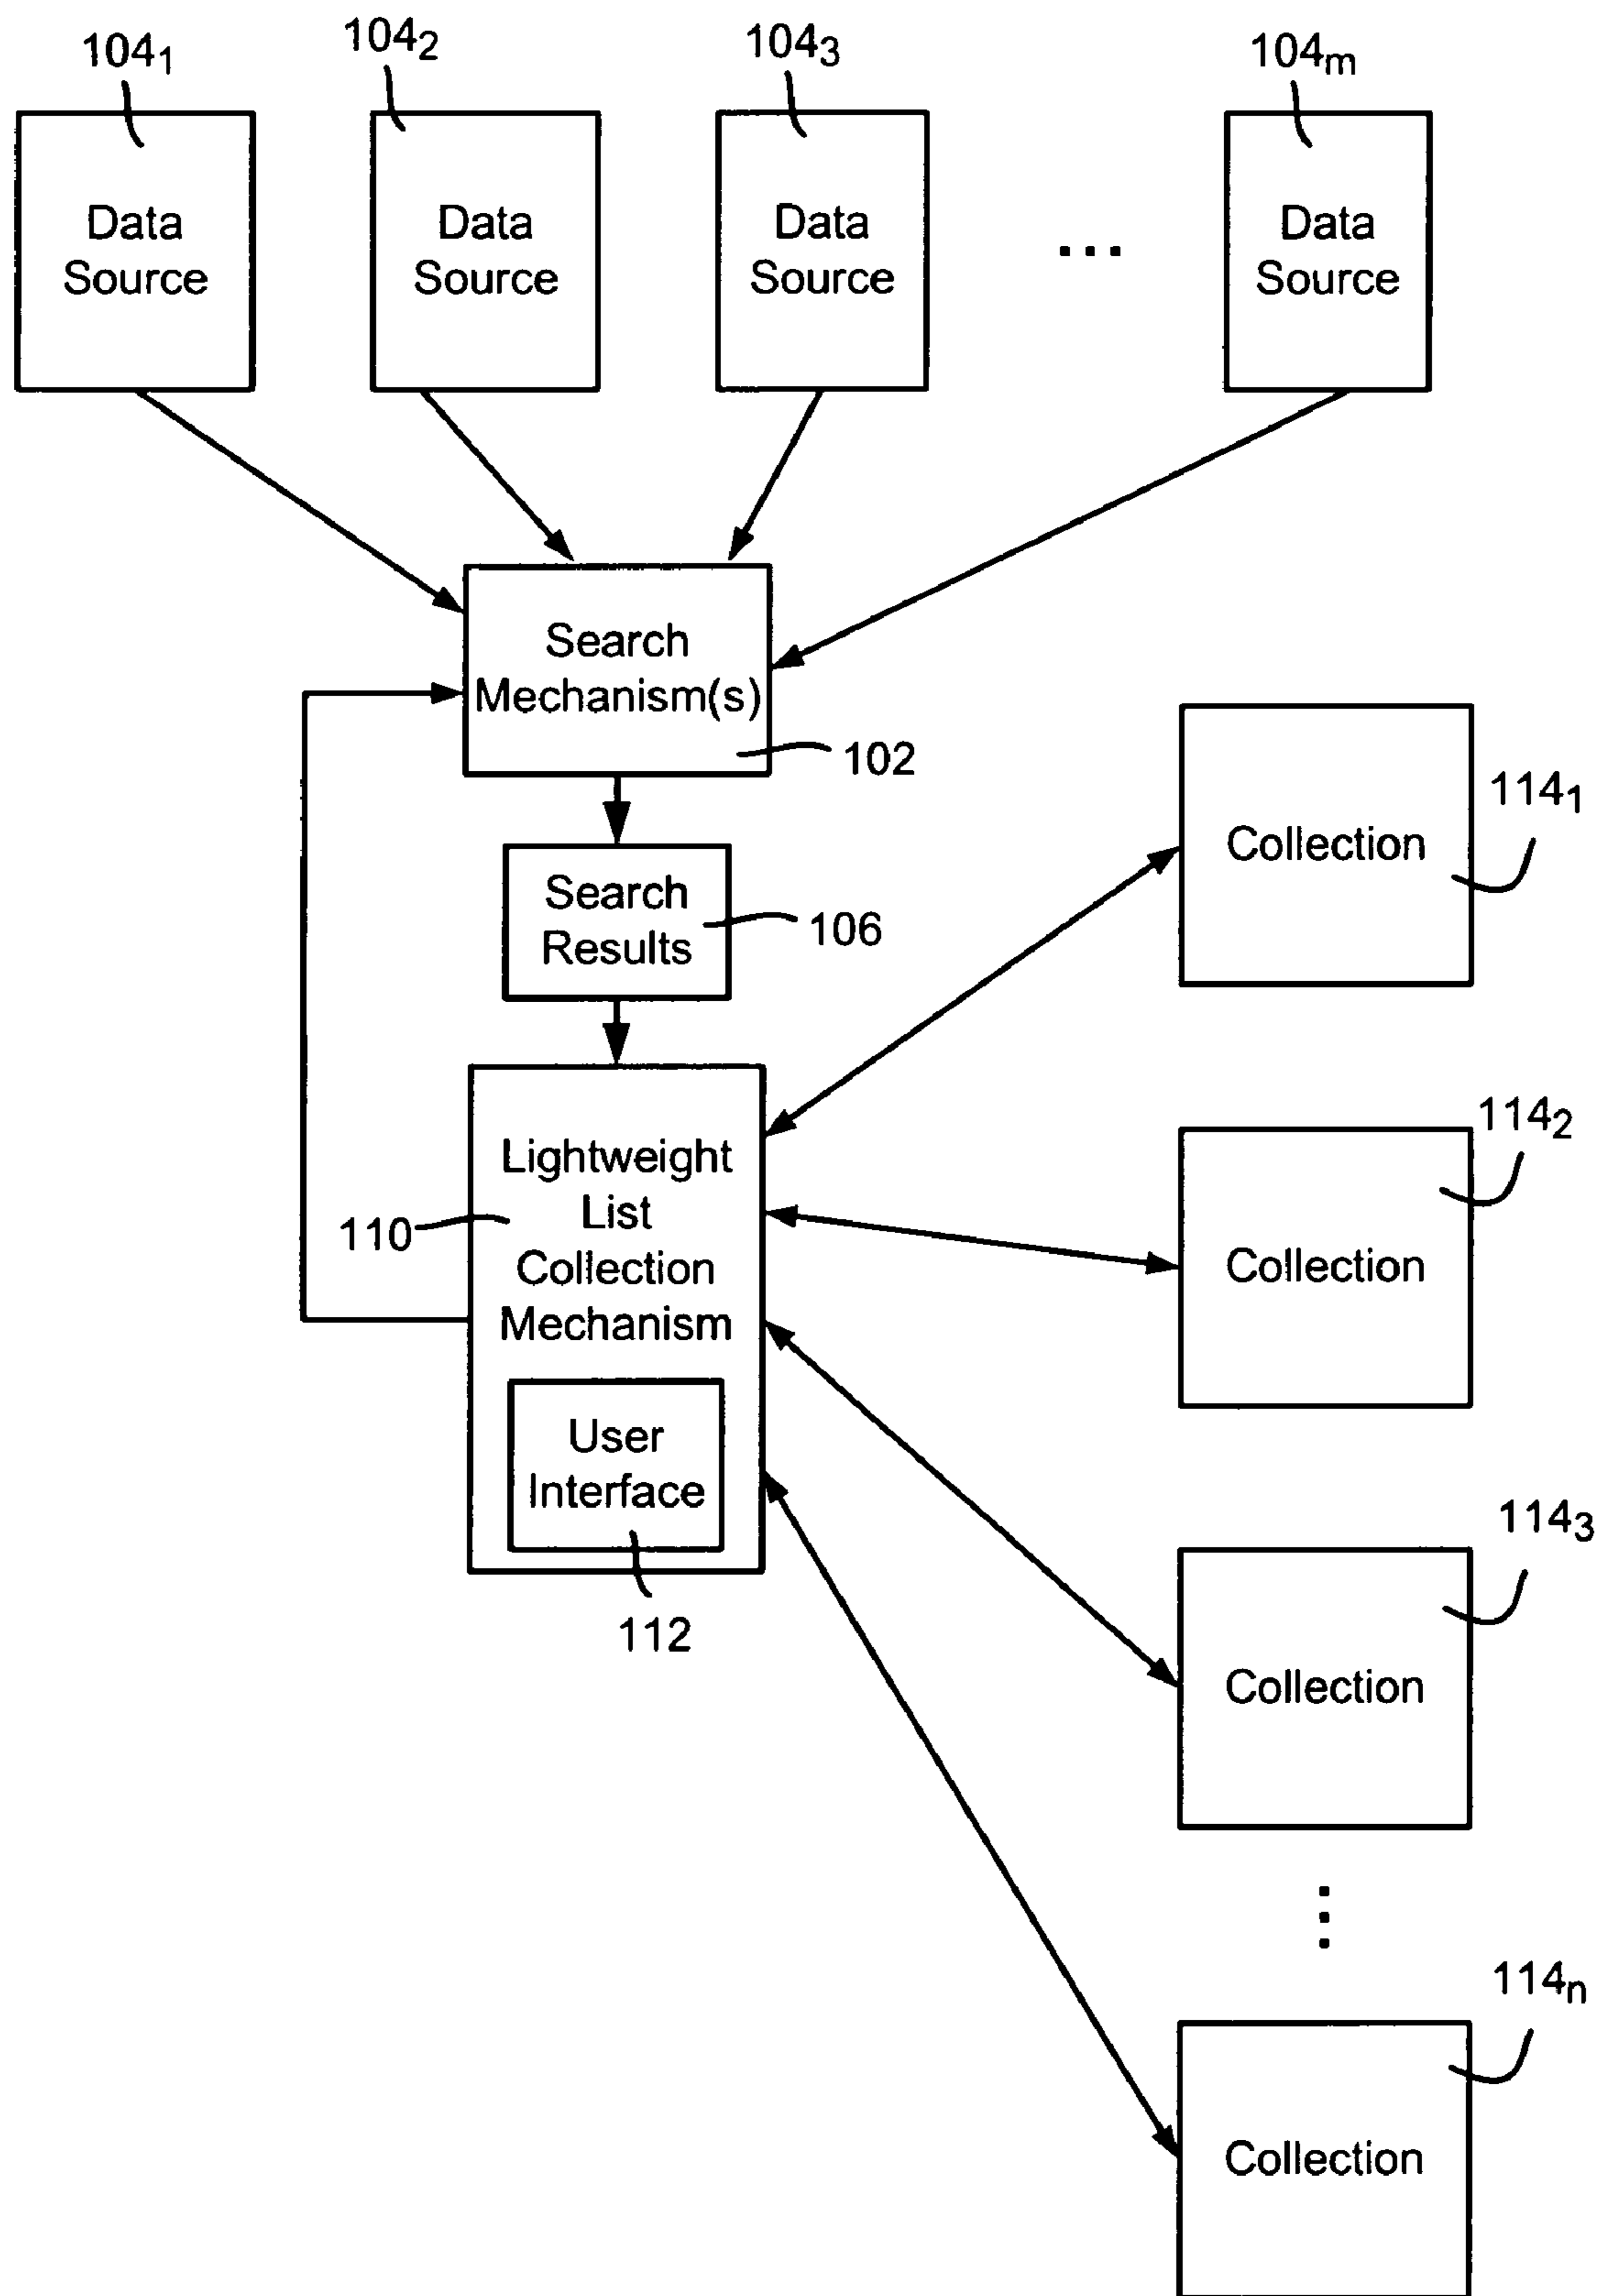 104₁
104₂
104₃
104ₘ
Data
Source
Data
Source
Data
Source
...
Data
Source
Search
Mechanism(s)
102
Search
Results
106
Collection
114₁
Lightweight
List
Collection
Mechanism
110
User
Interface
112
114₂
Collection
114₃
Collection
114ₙ
Collection